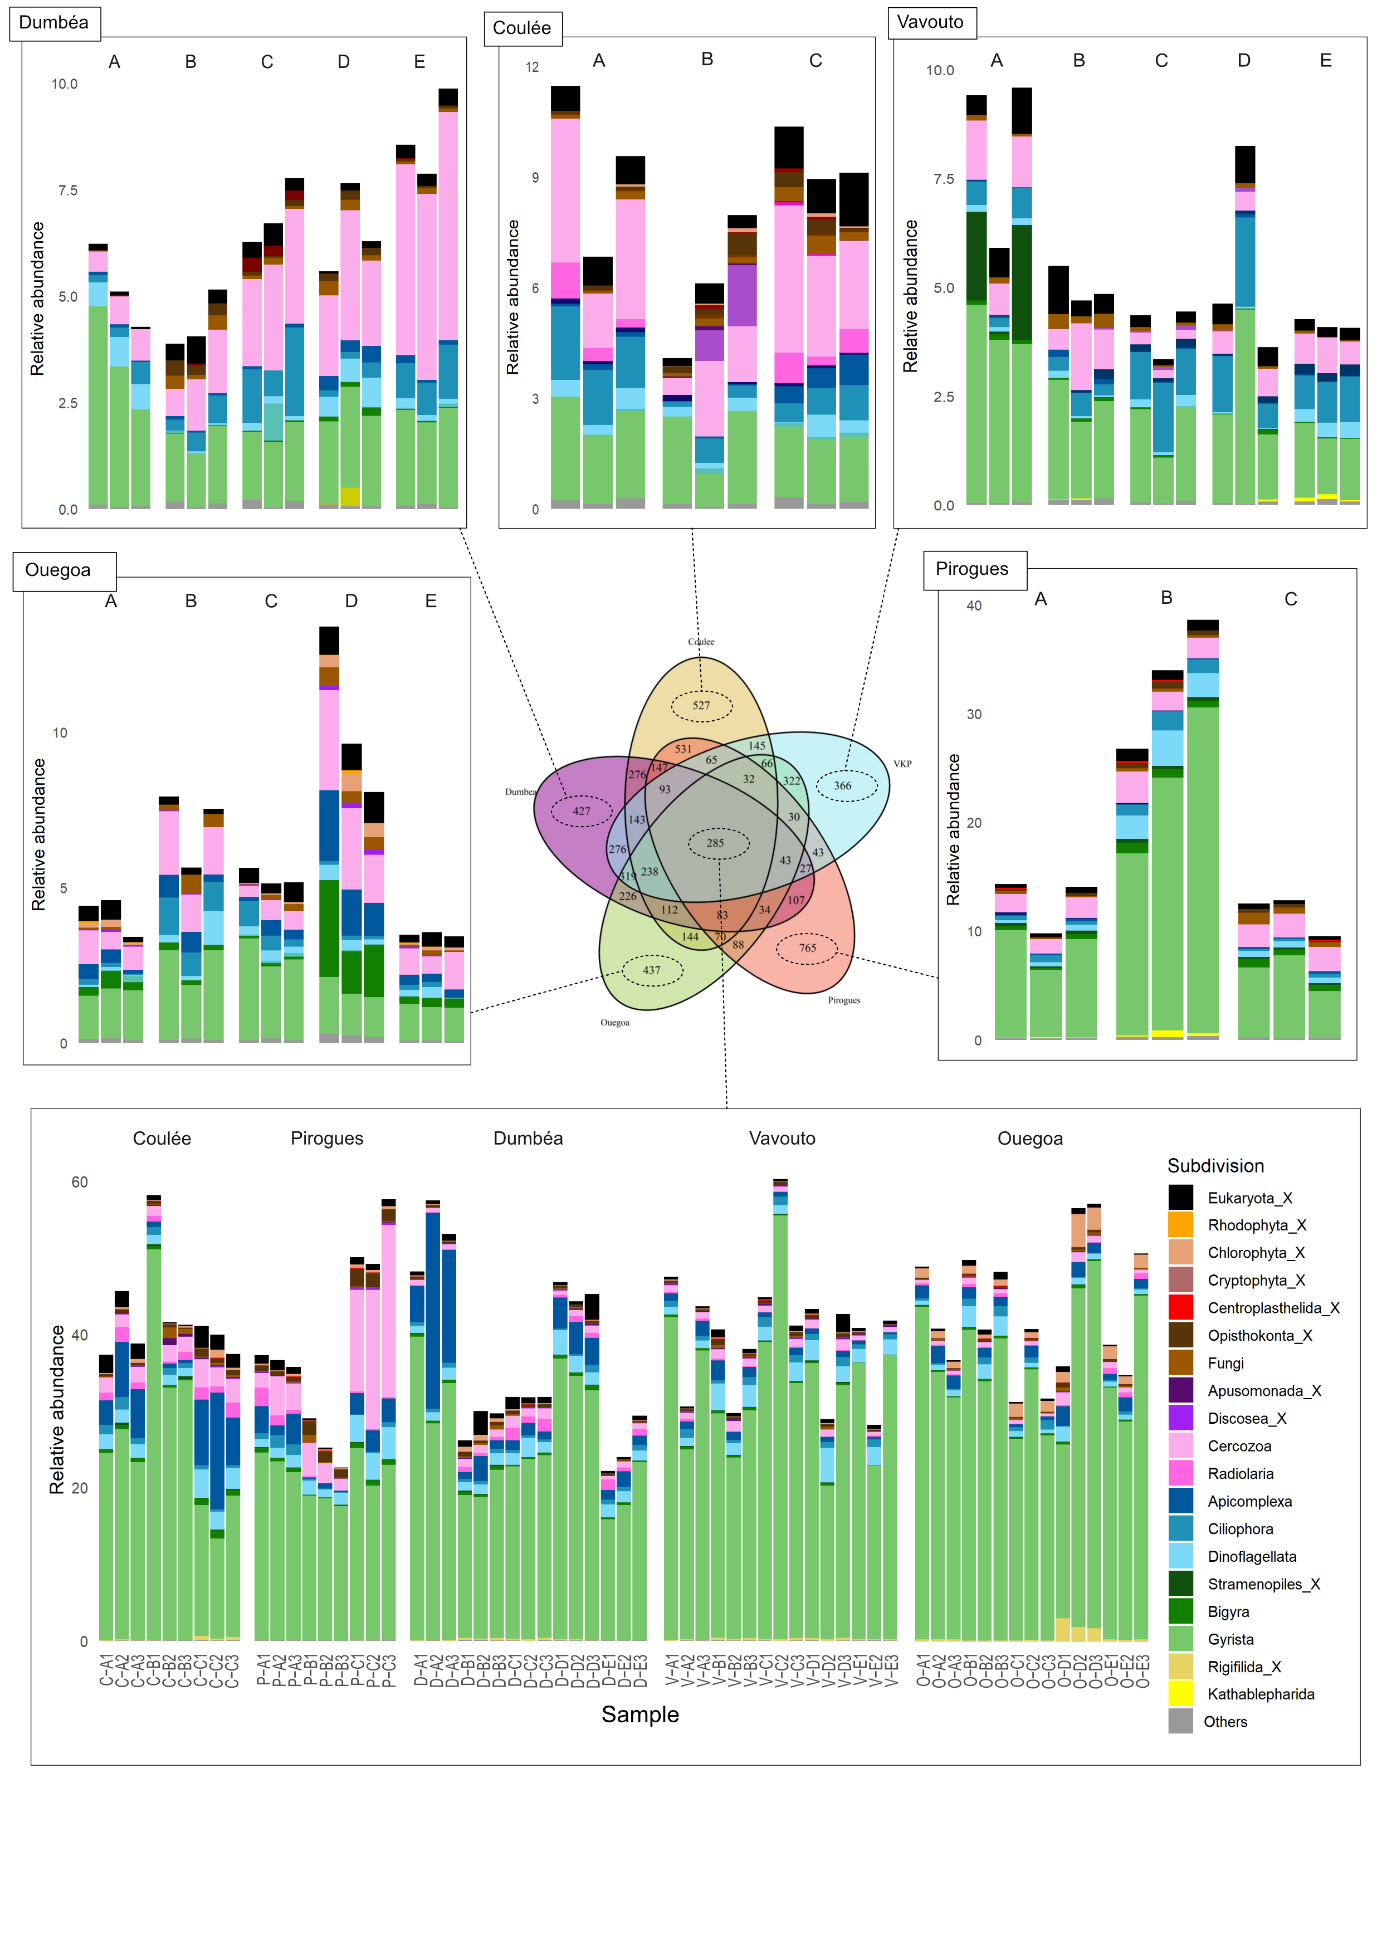 Dumbéa
A B C D E
10.0
7.5
5.0
2.5
0.0
Relative abundance
Coulée
A B C
12
9
6
3
0
Relative abundance
Vavouto
A B C D E
10.0
7.5
5.0
2.5
0.0
Relative abundance
Ouegoa
A B C D E
10
5
0
Relative abundance
Pirogues
A B C
40
30
20
10
0
Relative abundance
Coulee
527
VKP
366
Dumbea
427
531
145
65
66
147
276
32
322
93
143
30
285
276
43
43
27
238
319
226
107
112
83
34
144
70
88
765
437
Pirogues
Ouegoa
Coulée Pirogues Dumbéa Vavouto Ouegoa
60
40
20
0
Relative abundance
C-A1 C-A2 C-A3 C-B1 C-B2 C-B3 C-C1 C-C2 C-C3 P-A1 P-A2 P-A3 P-B1 P-B2 P-B3 P-C1 P-C2 P-C3 D-A1 D-A2 D-A3 D-B1 D-B2 D-B3 D-C1 D-C2 D-C3 D-D1 D-D2 D-D3 D-E1 D-E2 D-E3 V-A1 V-A2 V-A3 V-B1 V-B2 V-B3 V-C1 V-C2 V-C3 V-D1 V-D2 V-D3 V-E1 V-E2 V-E3 O-A1 O-A2 O-A3 O-B1 O-B2 O-B3 O-C1 O-C2 O-C3 O-D1 O-D2 O-D3 O-E1 O-E2 O-E3
Sample
Subdivision
Eukaryota_X
Rhodophyta_X
Chlorophyta_X
Cryptophyta_X
Centroplasthelida_X
Opisthokonta_X
Fungi
Apusomonada_X
Discosea_X
Cercozoa
Radiolaria
Apicomplexa
Ciliophora
Dinoflagellata
Stramenopiles_X
Bigyra
Gyrista
Rigifilida_X
Kathablepharida
Others